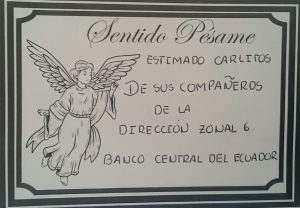 Sentido Pésame
ESTIMADO CARLITOS
DE SUS COMPAÑEROS
DE LA
DIRECCIÓN ZONAL 6
BANCO CENTRAL DEL ECUADOR